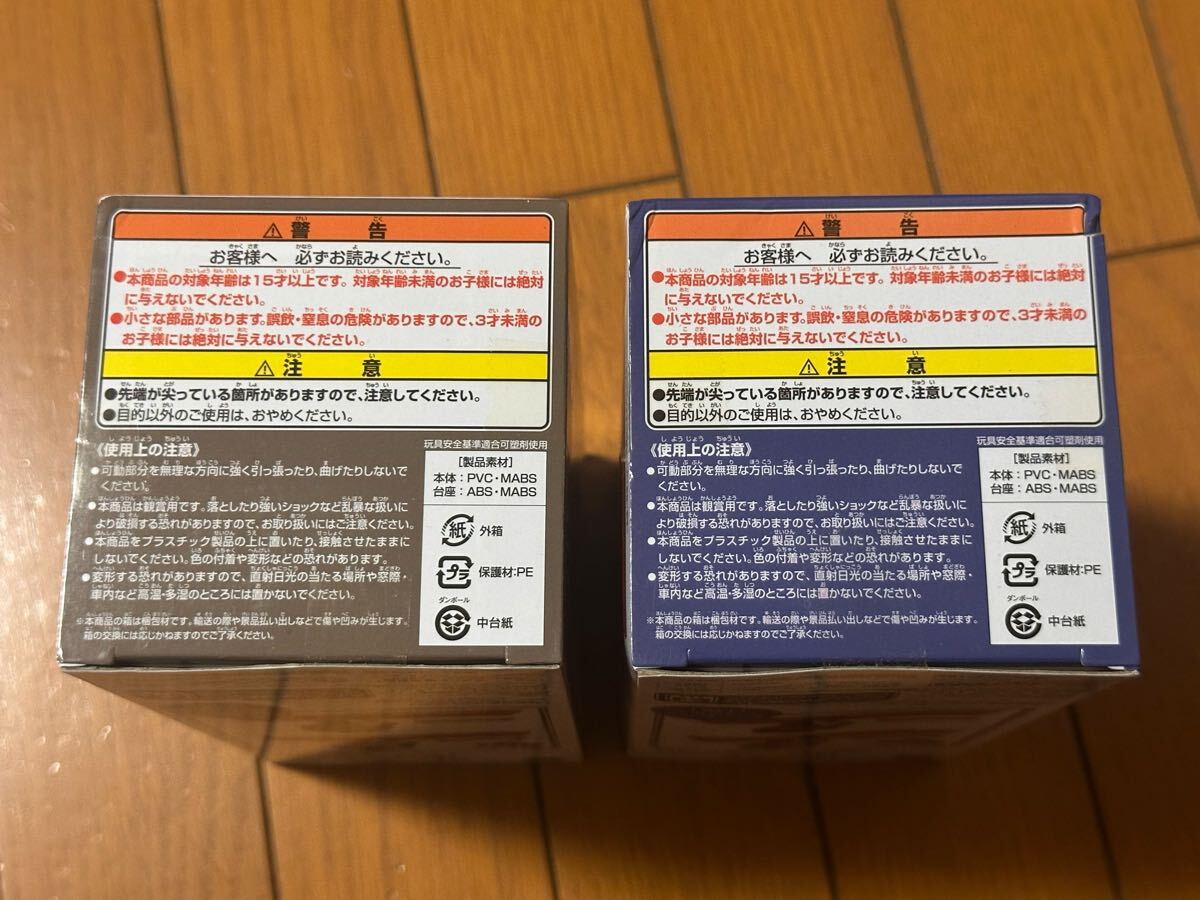 ⚠警告
お客様へ 必ずお読みください。
●本商品の対象年齢は15才以上です。対象年齢未満のお子様には絶対
に与えないでください。
●小さな部品があります。誤飲・窒息の危険がありますので、3才未満の
お子様には絶対に与えないでください。
⚠注意
●先端が尖っている箇所がありますので、注意してください。
●目的以外のご使用は、おやめください。
《使用上の注意》
玩具安全基準適合可塑剤使用
●可動部分を無理な方向に強く引っ張ったり、曲げたりしないで
ください。
●本商品は観賞用です。落としたり強いショックなど乱暴な扱いに
より破損する恐れがありますので、お取り扱いにはご注意ください。
●本商品をプラスチック製品の上に置いたり、接触させたままに
しないでください。色の付着や変形などの恐れがあります。
●変形する恐れがありますので、直射日光の当たる場所や窓際・
車内など高温・多湿のところには置かないでください。
※本商品の箱は梱包材です。輸送の際や景品払い出しなどで傷や凹みが生じます。
箱の交換には応じかねますのでご了承ください。
[製品素材]
本体：PVC・MABS
台座：ABS・MABS
紙 外箱
プラ 保護材：PE
ダンボール
中台紙
⚠警告
お客様へ 必ずお読みください。
●本商品の対象年齢は15才以上です。対象年齢未満のお子様には絶対
に与えないでください。
●小さな部品があります。誤飲・窒息の危険がありますので、3才未満の
お子様には絶対に与えないでください。
⚠注意
●先端が尖っている箇所がありますので、注意してください。
●目的以外のご使用は、おやめください。
《使用上の注意》
玩具安全基準適合可塑剤使用
●可動部分を無理な方向に強く引っ張ったり、曲げたりしないで
ください。
●本商品は観賞用です。落としたり強いショックなど乱暴な扱いに
より破損する恐れがありますので、お取り扱いにはご注意ください。
●本商品をプラスチック製品の上に置いたり、接触させたままに
しないでください。色の付着や変形などの恐れがあります。
●変形する恐れがありますので、直射日光の当たる場所や窓際・
車内など高温・多湿のところには置かないでください。
※本商品の箱は梱包材です。輸送の際や景品払い出しなどで傷や凹みが生じます。
箱の交換には応じかねますのでご了承ください。
[製品素材]
本体：PVC・MABS
台座：ABS・MABS
紙 外箱
プラ 保護材：PE
ダンボール
中台紙